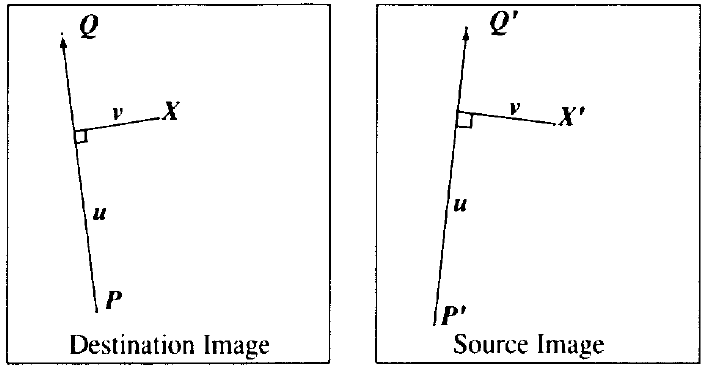 Q
v X
u
P
Destination Image
Q'
v X'
u
P'
Source Image